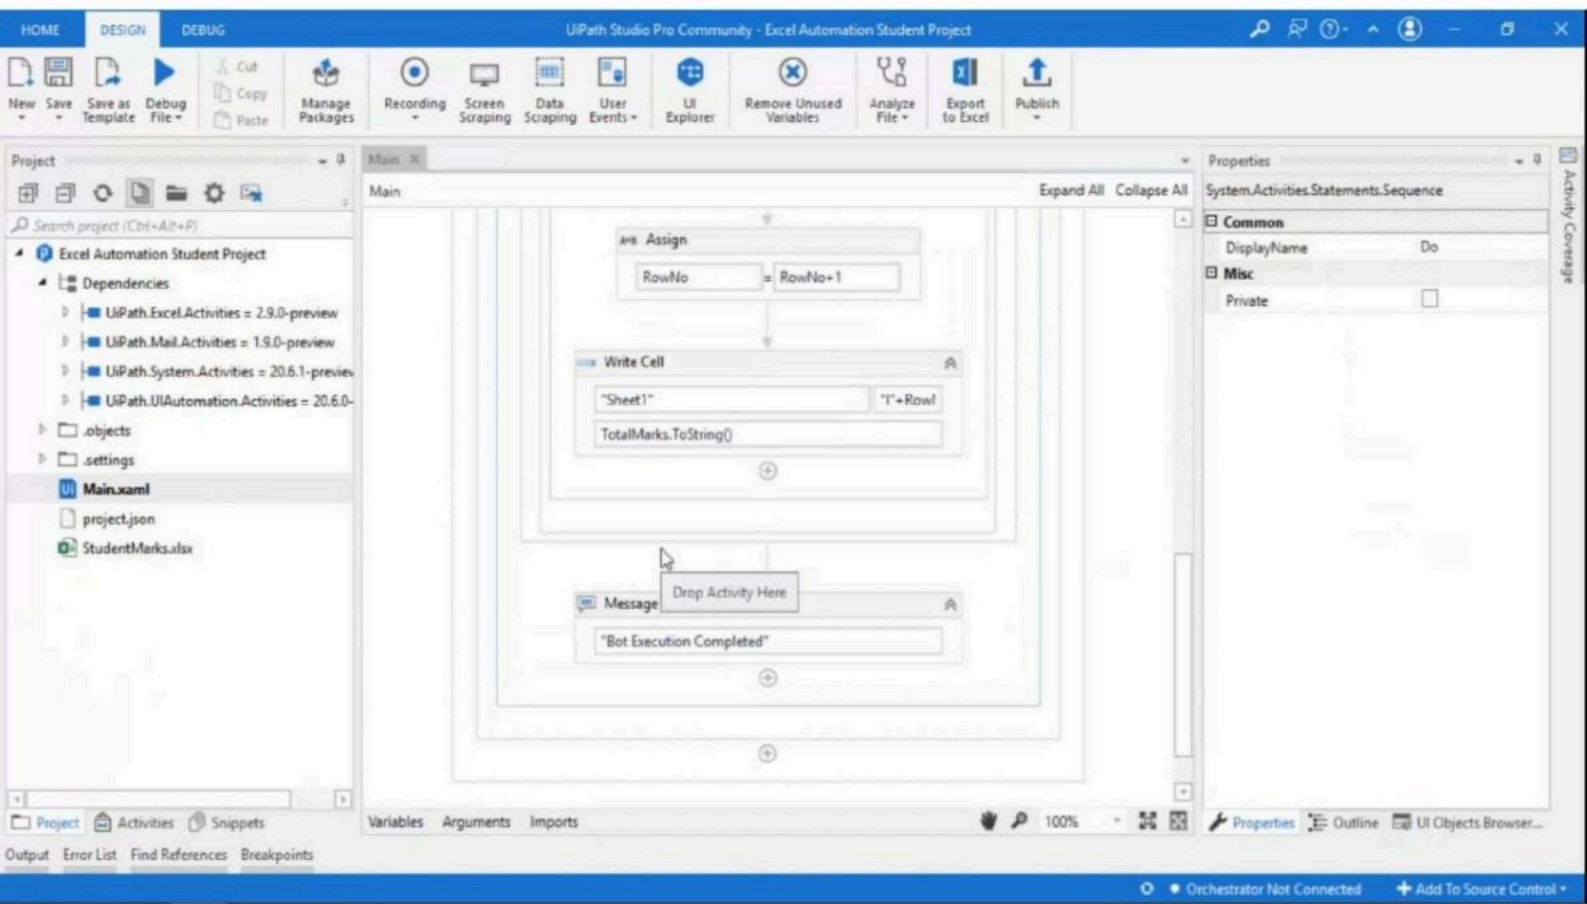 HOME DESIGN DEBUG UiPath Studio Pro Community - Excel Automation Student Project
New Save Save as Template Debug File Cut Copy Paste Manage Packages Recording Screen Scraping Data Scraping User Events UI Explorer Remove Unused Variables Analyze File Export to Excel Publish
Project
Search project (Ctrl+Alt+P)
Excel Automation Student Project
Dependencies
UiPath.Excel.Activities = 2.9.0-preview
UiPath.Mail.Activities = 1.9.0-preview
UiPath.System.Activities = 20.6.1-preview
UiPath.UIAutomation.Activities = 20.6.0-
.objects
.settings
Main.xaml
project.json
StudentMarks.xlsx
Project Activities Snippets
Main
Main Expand All Collapse All
A+B Assign
RowNo = RowNo+1
Write Cell
"Sheet1" "I"+Row
TotalMarks.ToString()
Drop Activity Here
Message
"Bot Execution Completed"
Variables Arguments Imports 100%
Properties
System.Activities.Statements.Sequence
Common
DisplayName Do
Misc
Private
Properties Outline UI Objects Browser...
Activity Coverage
Output Error List Find References Breakpoints
Orchestrator Not Connected Add To Source Control